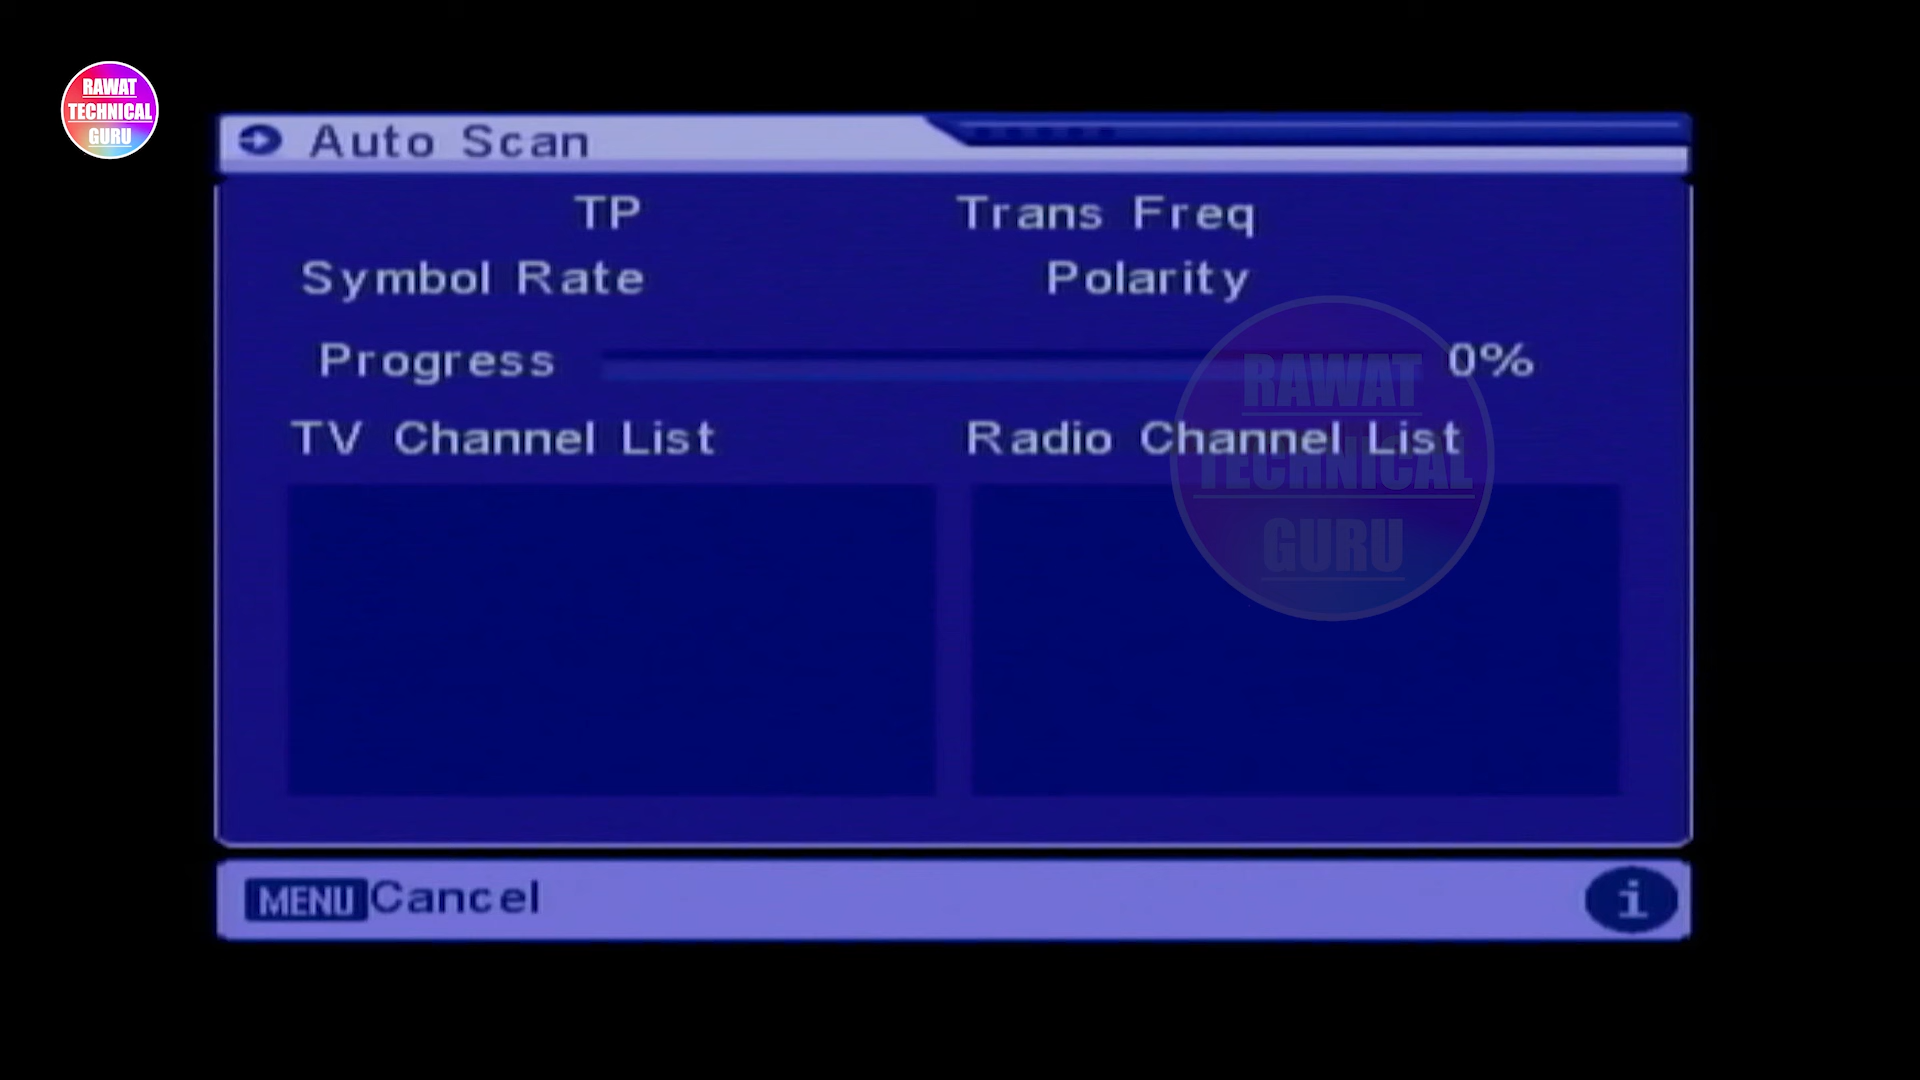 RAWAT
TECHNICAL
GURU
Auto Scan
TP
Trans Freq
Symbol Rate
Polarity
Progress
0%
TV Channel List
Radio Channel List
RAWAT
TECHNICAL
GURU
MENU Cancel
i